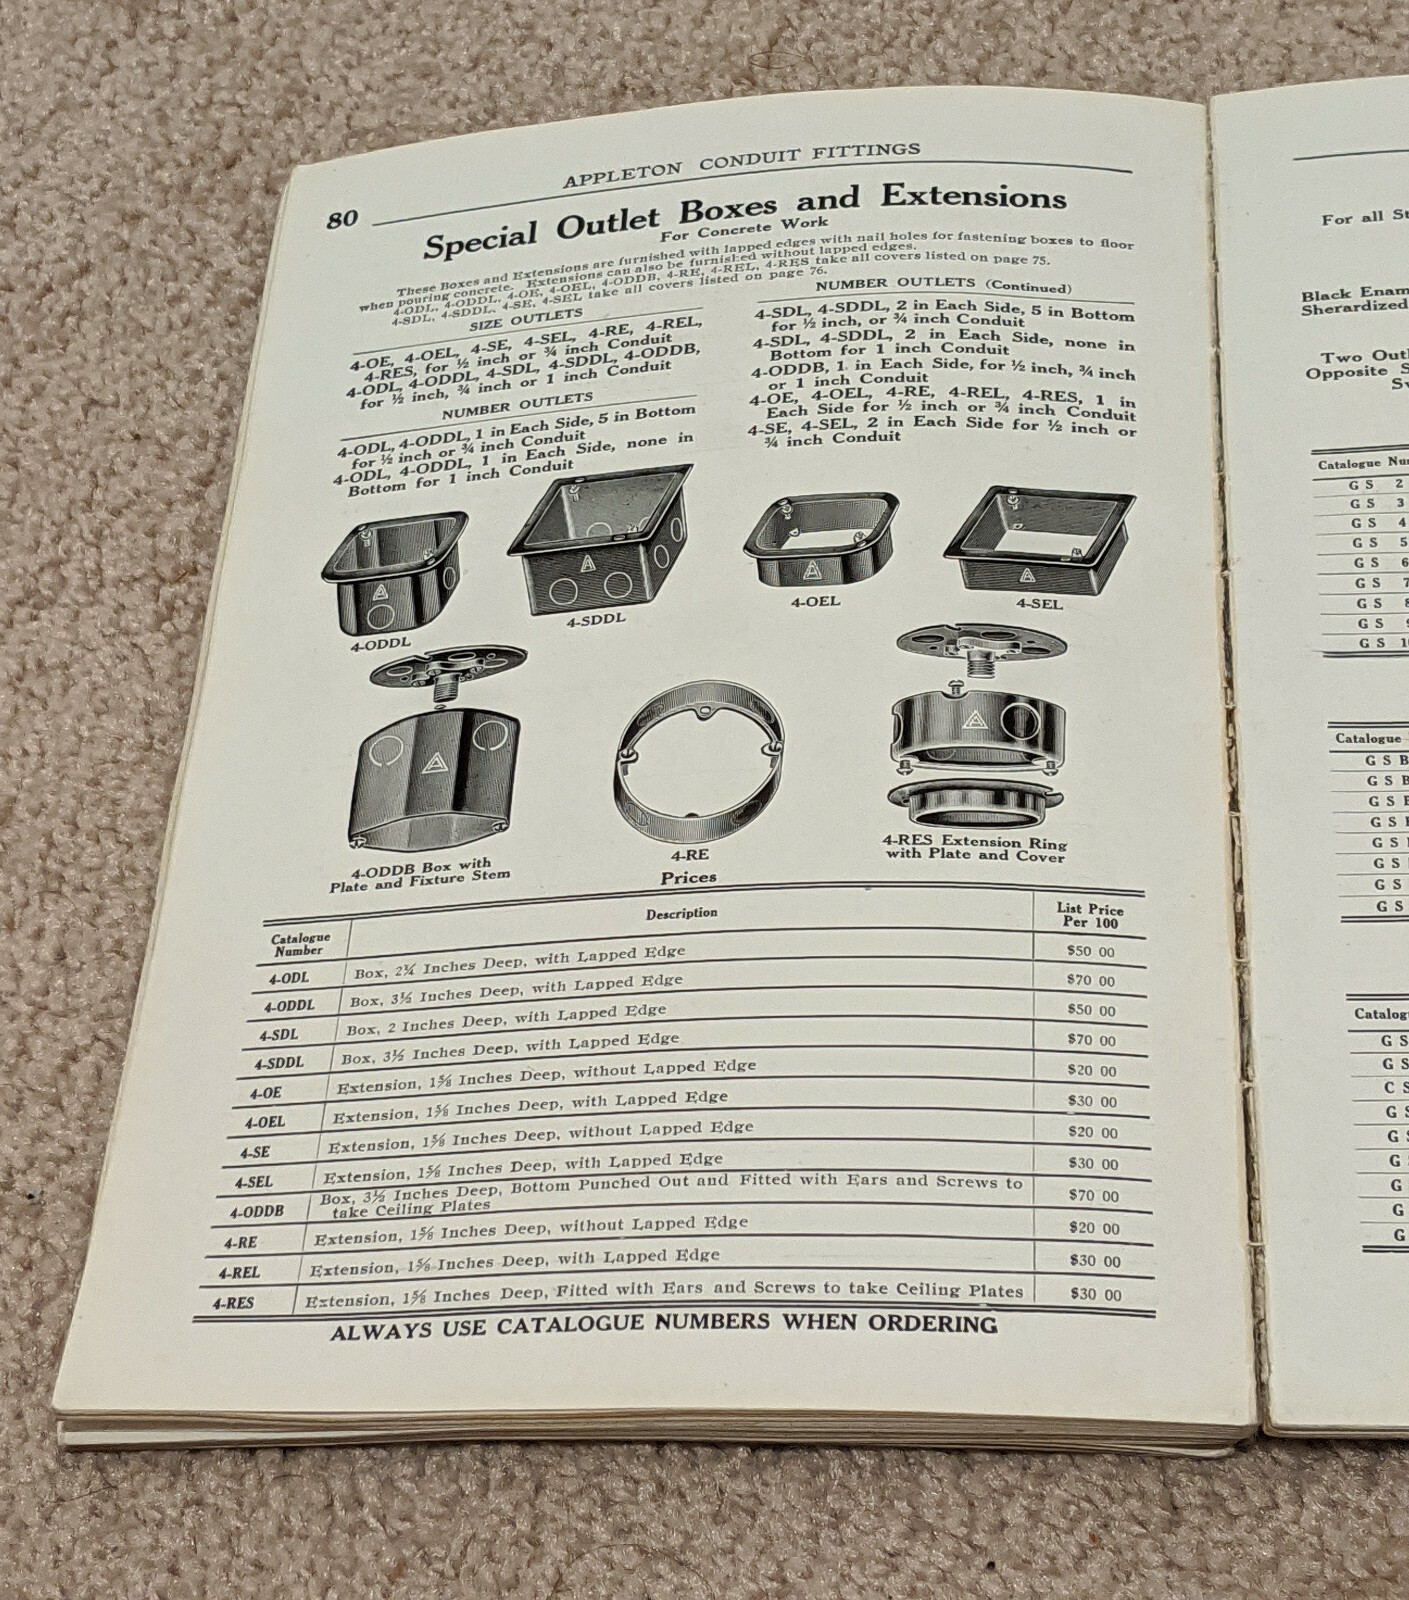 APPLETON CONDUIT FITTINGS
80
Special Outlet Boxes and Extensions
For Concrete Work
These Boxes and Extensions are furnished with lapped edges with nail holes for fastening boxes to floor
when pouring concrete. Extensions can also be furnished without lapped edges.
4-ODL, 4-ODDL, 4-OE, 4-OEL, 4-ODDB, 4-RE, 4-REL, 4-RES take all covers listed on page 75.
4-SDL, 4-SDDL, 4-SE, 4-SEL take all covers listed on page 76.
SIZE OUTLETS
4-OE, 4-OEL, 4-SE, 4-SEL, 4-RE, 4-REL,
4-RES, for ½ inch or ¾ inch Conduit
4-ODL, 4-ODDL, 4-SDL, 4-SDDL, 4-ODDB,
for ½ inch, ¾ inch or 1 inch Conduit
NUMBER OUTLETS
4-ODL, 4-ODDL, 1 in Each Side, 5 in Bottom
for ½ inch or ¾ inch Conduit
4-ODL, 4-ODDL, 1 in Each Side, none in
Bottom for 1 inch Conduit
NUMBER OUTLETS (Continued)
4-SDL, 4-SDDL, 2 in Each Side, 5 in Bottom
for ½ inch, or ¾ inch Conduit
4-SDL, 4-SDDL, 2 in Each Side, none in
Bottom for 1 inch Conduit
4-ODDB, 1 in Each Side, for ½ inch, ¾ inch
or 1 inch Conduit
4-OE, 4-OEL, 4-RE, 4-REL, 4-RES, 1 in
Each Side for ½ inch or ¾ inch Conduit
4-SE, 4-SEL, 2 in Each Side for ½ inch or
¾ inch Conduit
4-ODDL
4-SDDL
4-OEL
4-SEL
4-ODDB Box with
Plate and Fixture Stem
4-RE
4-RES Extension Ring
with Plate and Cover
Prices
Catalogue Number Description List Price Per 100
4-ODL Box, 2¼ Inches Deep, with Lapped Edge $50 00
4-ODDL Box, 3½ Inches Deep, with Lapped Edge $70 00
4-SDL Box, 2 Inches Deep, with Lapped Edge $50 00
4-SDDL Box, 3½ Inches Deep, with Lapped Edge $70 00
4-OE Extension, 1⅝ Inches Deep, without Lapped Edge $20 00
4-OEL Extension, 1⅝ Inches Deep, with Lapped Edge $30 00
4-SE Extension, 1⅝ Inches Deep, without Lapped Edge $20 00
4-SEL Extension, 1⅝ Inches Deep, with Lapped Edge $30 00
4-ODDB Box, 3½ Inches Deep, Bottom Punched Out and Fitted with Ears and Screws to
take Ceiling Plates $70 00
4-RE Extension, 1⅝ Inches Deep, without Lapped Edge $20 00
4-REL Extension, 1⅝ Inches Deep, with Lapped Edge $30 00
4-RES Extension, 1⅝ Inches Deep, Fitted with Ears and Screws to take Ceiling Plates $30 00
ALWAYS USE CATALOGUE NUMBERS WHEN ORDERING
For all
Black
Sherardized
Two
Opposite
Catalogue
G S 2
G S 3
G S 4
G S 5
G S 6
G S 7
G S
G S
G S
Catalogue
G S
G S
G S
G S
G S
G S
G S
G S
G S
G S
C S
G S
G
G
G
G
G